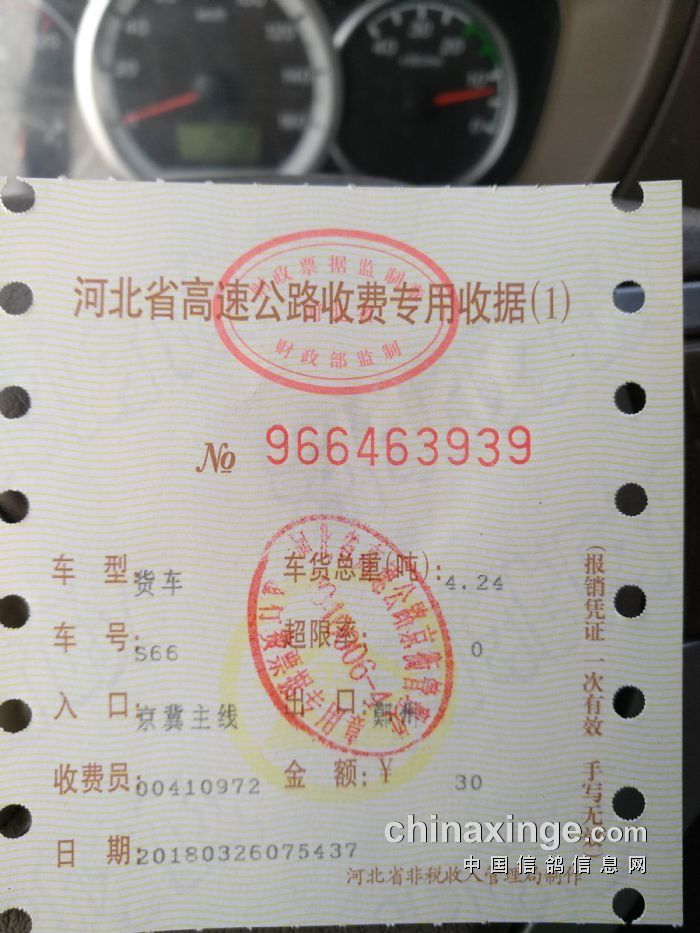 km/h
河北省高速公路收费专用收据(1)
财政票据监制章
财政部监制
№ 966463939
车 型:货车 车货总重(吨):4.24
车 号:S66 超限率: 0
入 口:京冀主线 出 口:鄚州
收费员:00410972 金 额:¥ 30
日 期:20180326075437
(报销凭证 一次有效 手写无效)
河北省非税收入管理局制作
chinaxinge.com
中国信鸽信息网